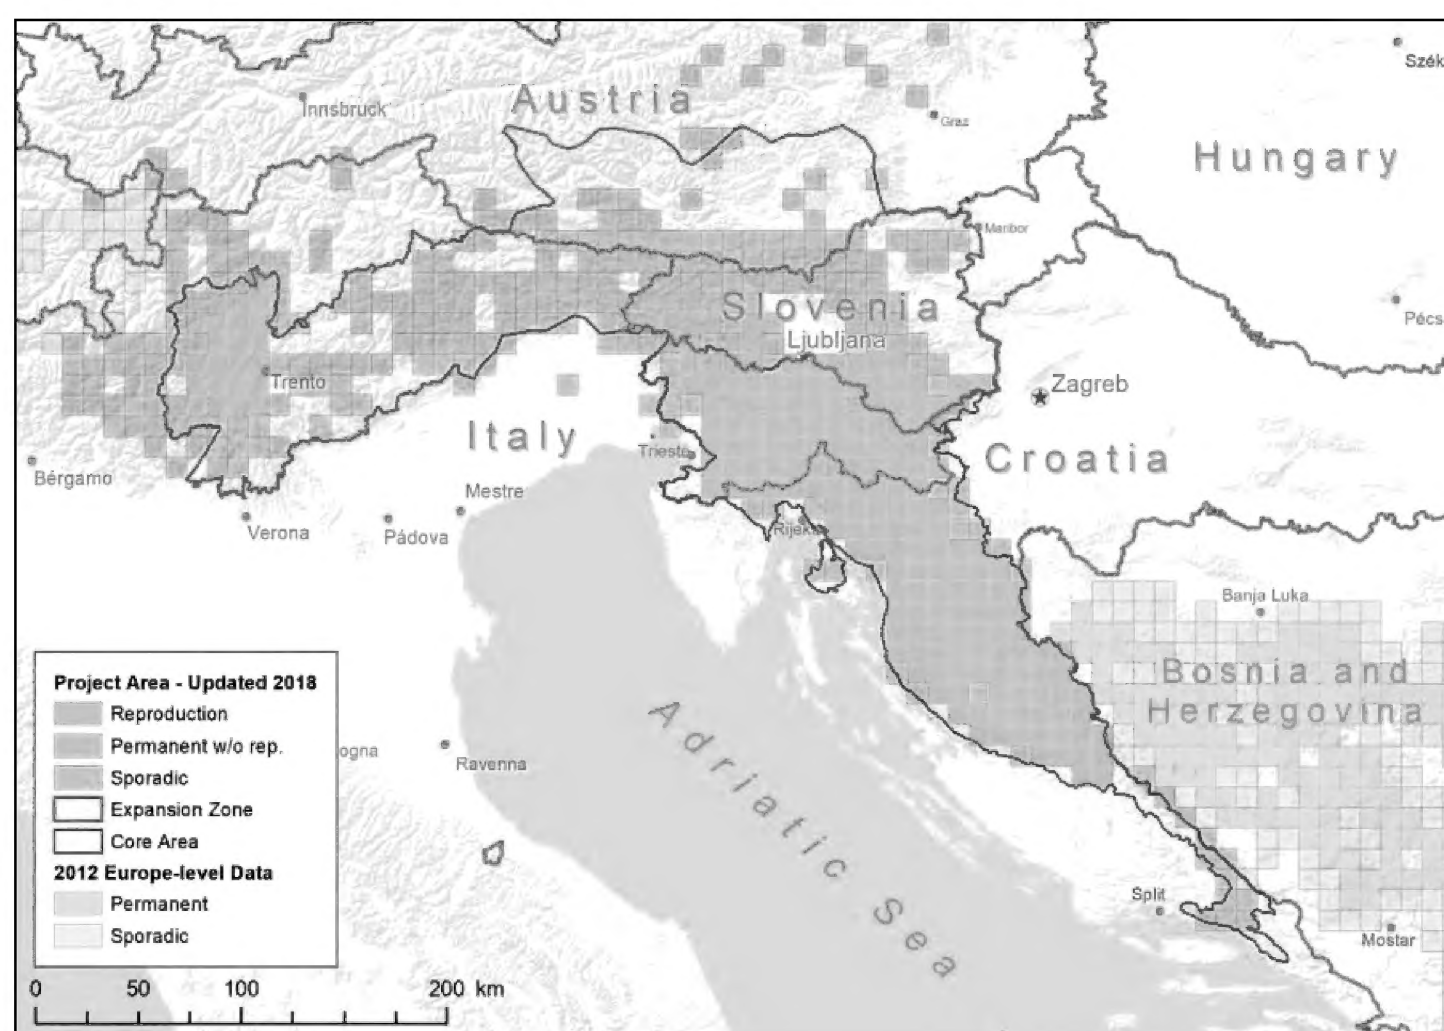 Szék
Innsbruck
Austria
Graz
Hungary
Maribor
Slovenia
Pécs
Ljubljana
Trento
Zagreb
Italy
Trieste
Croatia
Bérgamo
Mestre
Verona
Pádova
Rijeka
Banja Luka
Bosnia and
Herzegovina
Project Area - Updated 2018
Reproduction
Permanent w/o rep.
Sporadic
Expansion Zone
Core Area
2012 Europe-level Data
Permanent
Sporadic
ogna
Ravenna
Adriatic Sea
Split
Mostar
0 50 100 200 km